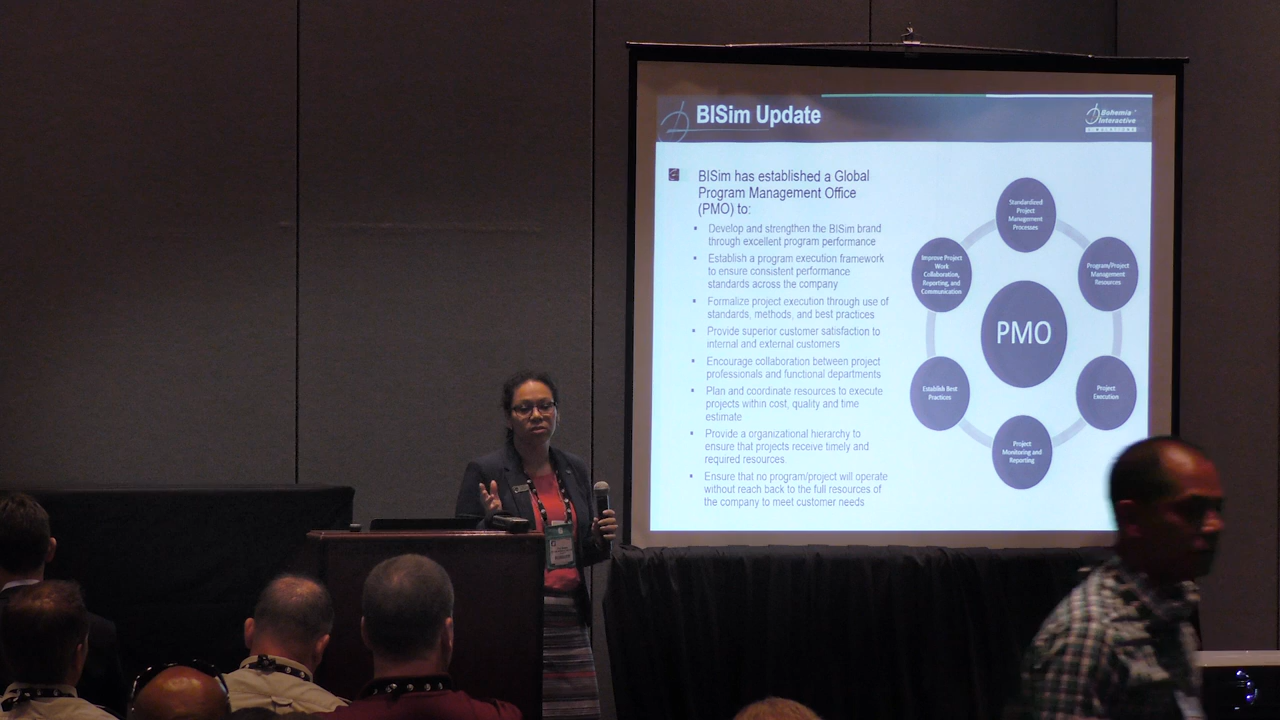 BISim Update
Bohemia
Interactive
SIMULATIONS
BISim has established a Global
Program Management Office
(PMO) to:
Develop and strengthen the BISim brand
through excellent program performance
Establish a program execution framework
to ensure consistent performance
standards across the company
Formalize project execution through use of
standards, methods, and best practices
Provide superior customer satisfaction to
internal and external customers
Encourage collaboration between project
professionals and functional departments
Plan and coordinate resources to execute
projects within cost, quality and time
estimate
Provide a organizational hierarchy to
ensure that projects receive timely and
required resources.
Ensure that no program/project will operate
without reach back to the full resources of
the company to meet customer needs
Standardized
Project
Management
Processes
Program/Project
Management
Resources
Project
Execution
Project
Monitoring and
Reporting
Establish Best
Practices
Improve Project
Work
Collaboration,
Reporting, and
Communication
PMO